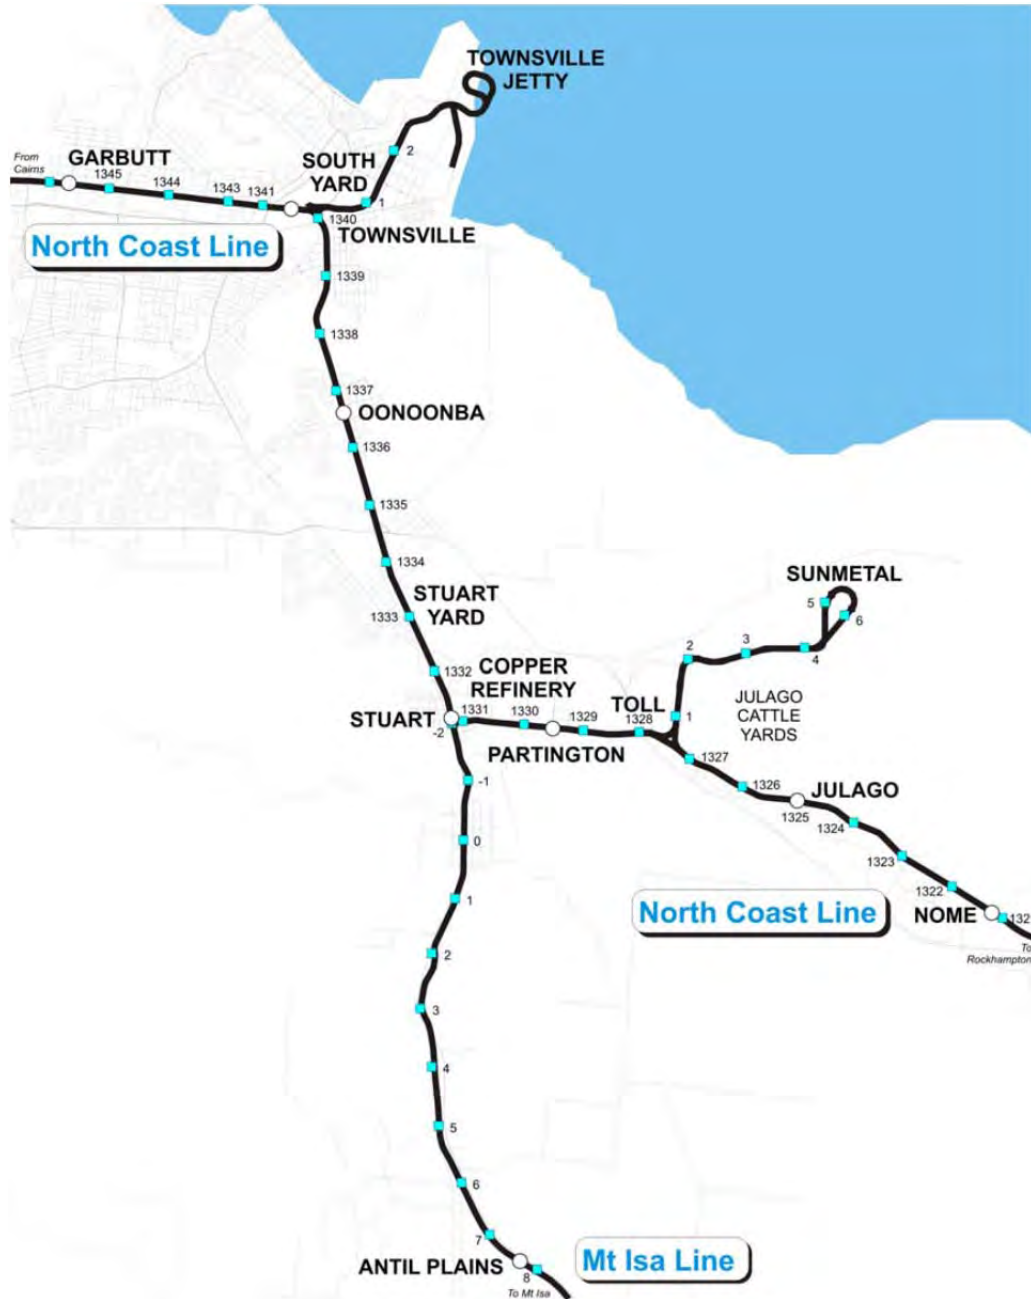 TOWNSVILLE
JETTY
From
Cairns
GARBUTT
1345
1344
1343
1341
SOUTH
YARD
2
1
1340
TOWNSVILLE
North Coast Line
1339
1338
1337
OONOONBA
1336
1335
1334
STUART
YARD
1333
1332
COPPER
REFINERY
STUART
-2
1331
1330
1329
PARTINGTON
TOLL
1328
SUNMETAL
5
6
4
3
2
1
JULAGO
CATTLE
YARDS
1327
1326
JULAGO
1325
1324
1323
1322
NOME
132
To
Rockhampton
North Coast Line
-1
0
1
2
3
4
5
6
7
ANTIL PLAINS
8
To Mt Isa
Mt Isa Line